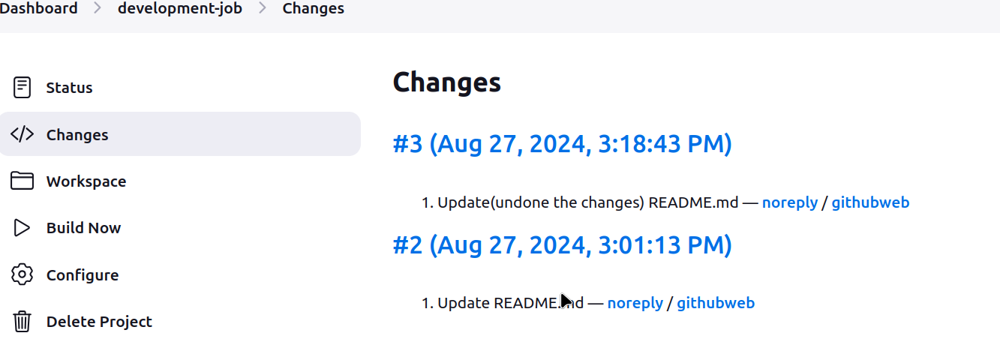 Dashboard > development-job > Changes
Status
Changes
Workspace
Build Now
Configure
Delete Project
Changes
#3 (Aug 27, 2024, 3:18:43 PM)
1. Update(undone the changes) README.md — noreply / githubweb
#2 (Aug 27, 2024, 3:01:13 PM)
1. Update README.md — noreply / githubweb